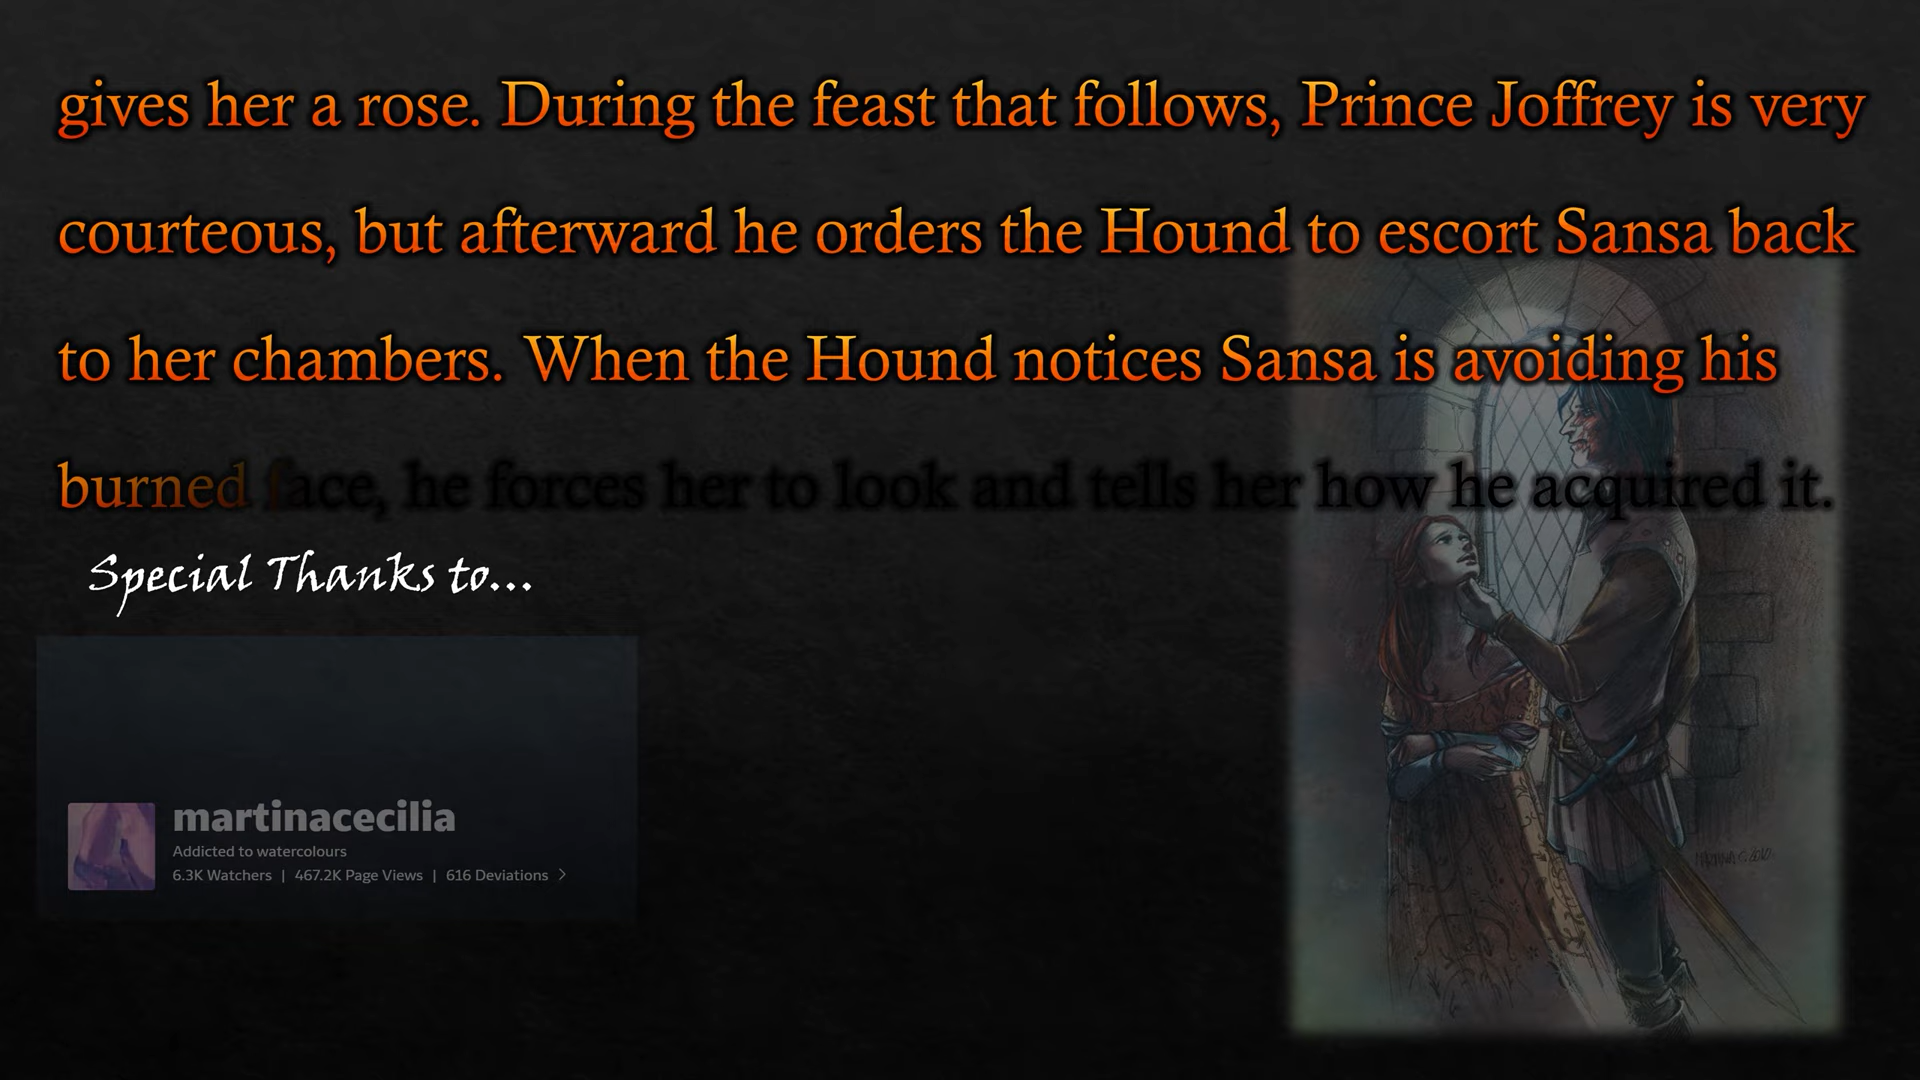 gives her a rose. During the feast that follows, Prince Joffrey is very
courteous, but afterward he orders the Hound to escort Sansa back
to her chambers. When the Hound notices Sansa is avoiding his
burned face, he forces her to look and tells her how he acquired it.
Special Thanks to...
martinacecilia
Addicted to watercolours
6.3K Watchers | 467.2K Page Views | 616 Deviations >